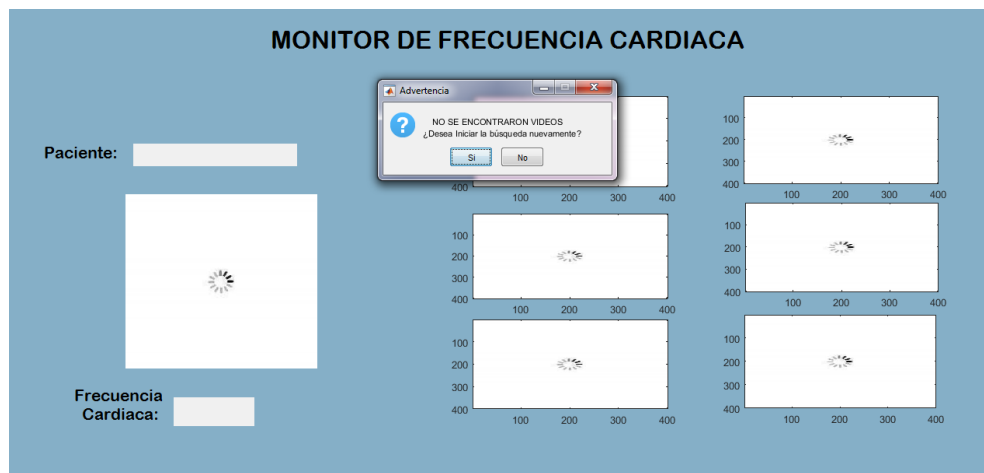 MONITOR DE FRECUENCIA CARDIACA
Advertencia
NO SE ENCONTRARON VIDEOS
¿Desea Iniciar la búsqueda nuevamente?
Si No
Paciente:
Frecuencia
Cardiaca:
400
100 200 300 400
100
200
300
400
100 200 300 400
100
200
300
400
100 200 300 400
100
200
300
400
100 200 300 400
100
200
300
400
100 200 300 400
100
200
300
400
100 200 300 400